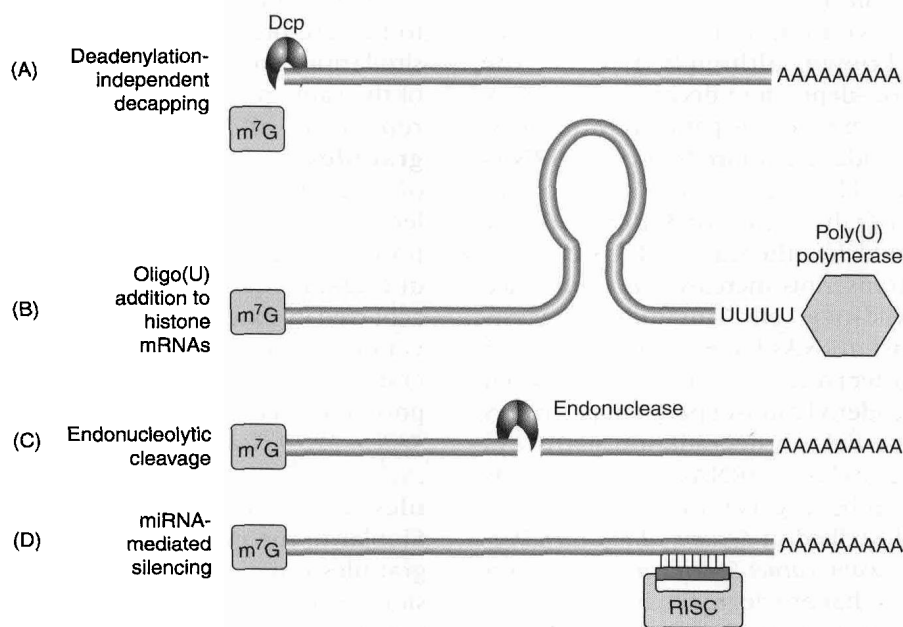 Dcp
(A) Deadenylation-
independent
decapping
AAAAAAAAA
m⁷G
Poly(U)
polymerase
(B) Oligo(U)
addition to
histone
mRNAs
m⁷G
UUUUU
Endonuclease
(C) Endonucleolytic
cleavage
m⁷G
AAAAAAAAA
(D) miRNA-
mediated
silencing
m⁷G
AAAAAAAAA
RISC